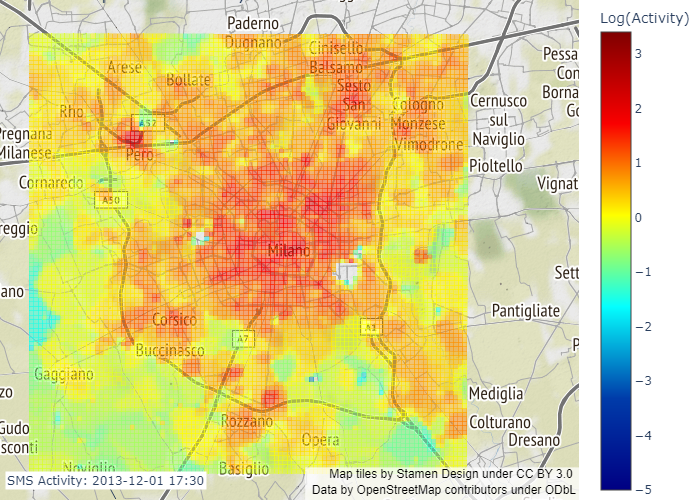 Log(Activity)
Paderno
Dugnano
Cinisello
Balsamo
Arese
Bollate
Sesto
San
Giovanni
Pessa
Con
Borna
Go
Rho
A52
Cologno
Monzese
Cernusco
sul
Naviglio
Pregnana
Milanese
Pero
Vimodrone
Pioltello
Cornaredo
Vignat
A50
reggio
Milano
Sett
ano
Pantigliate
Corsico
A7
A1
Buccinasco
P
Gaggiano
zo
Mediglia
Gudo
sconti
Rozzano
Colturano
Opera
Dresano
Noviglio
Basiglio
SMS Activity: 2013-12-01 17:30
Map tiles by Stamen Design under CC BY 3.0
Data by OpenStreetMap contributors under ODbL
3
2
1
0
−1
−2
−3
−4
−5